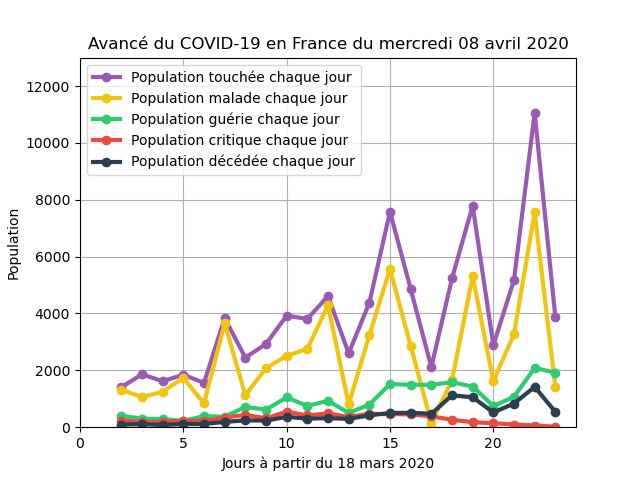 Avancé du COVID-19 en France du mercredi 08 avril 2020
Population touchée chaque jour
Population malade chaque jour
Population guérie chaque jour
Population critique chaque jour
Population décédée chaque jour
Population
12000
10000
8000
6000
4000
2000
0
0 5 10 15 20
Jours à partir du 18 mars 2020